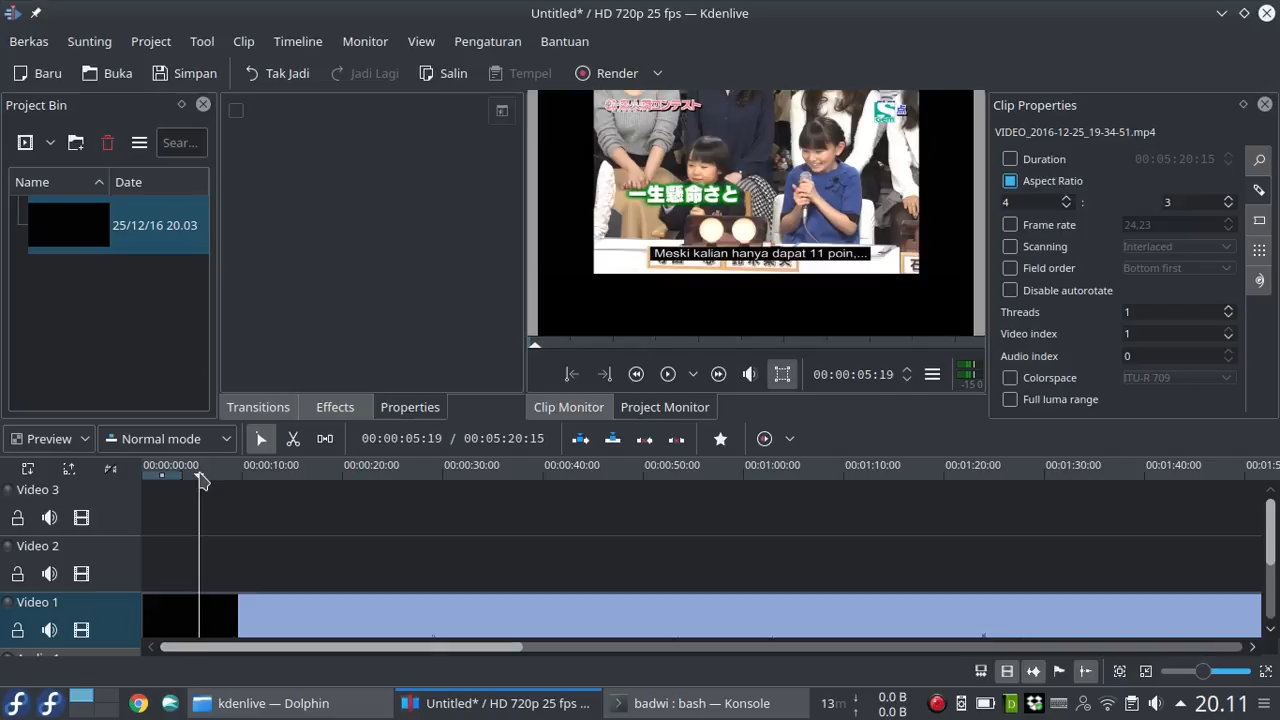 Untitled* / HD 720p 25 fps — Kdenlive
Berkas Sunting Project Tool Clip Timeline Monitor View Pengaturan Bantuan
Baru Buka Simpan Tak Jadi Jadi Lagi Salin Tempel Render
Project Bin
Sear...
Name Date
25/12/16 20.03
Transitions Effects Properties
一生懸命さと
Meski kalian hanya dapat 11 poin,...
00:00:05:19
-15 0
Clip Monitor Project Monitor
Clip Properties
VIDEO_2016-12-25_19-34-51.mp4
Duration 00:05:20:15
Aspect Ratio
4 : 3
Frame rate 24,23
Scanning Interlaced
Field order Bottom first
Disable autorotate
Threads 1
Video index 1
Audio index 0
Colorspace ITU-R 709
Full luma range
Preview Normal mode 00:00:05:19 / 00:05:20:15
00:00:00:00 00:00:10:00 00:00:20:00 00:00:30:00 00:00:40:00 00:00:50:00 00:01:00:00 00:01:10:00 00:01:20:00 00:01:30:00 00:01:40:00 00:01:5
Video 3
Video 2
Video 1
kdenlive — Dolphin Untitled* / HD 720p 25 fps ... badwi : bash — Konsole 13m 0.0 B 0.0 B 20.11